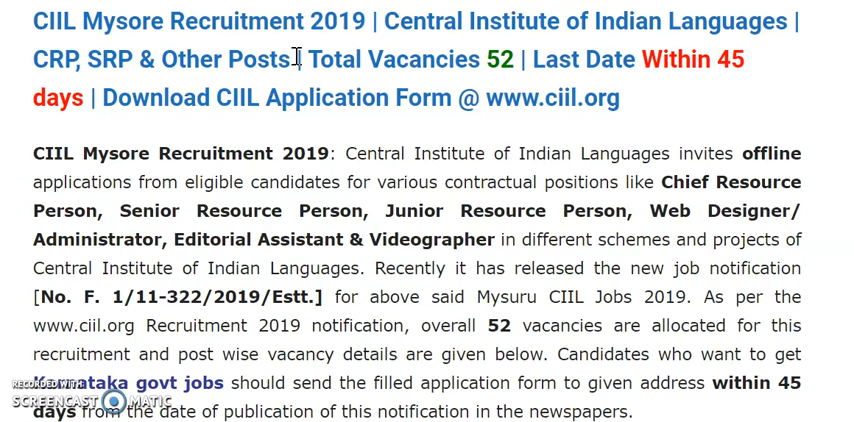 CIIL Mysore Recruitment 2019 | Central Institute of Indian Languages |
CRP, SRP & Other Posts | Total Vacancies 52 | Last Date Within 45
days | Download CIIL Application Form @ www.ciil.org
CIIL Mysore Recruitment 2019: Central Institute of Indian Languages invites offline
applications from eligible candidates for various contractual positions like Chief Resource
Person, Senior Resource Person, Junior Resource Person, Web Designer/
Administrator, Editorial Assistant & Videographer in different schemes and projects of
Central Institute of Indian Languages. Recently it has released the new job notification
[No. F. 1/11-322/2019/Estt.] for above said Mysuru CIIL Jobs 2019. As per the
www.ciil.org Recruitment 2019 notification, overall 52 vacancies are allocated for this
recruitment and post wise vacancy details are given below. Candidates who want to get
Karnataka govt jobs should send the filled application form to given address within 45
days from the date of publication of this notification in the newspapers.
RECORDED WITH
SCREENCAST MATIC